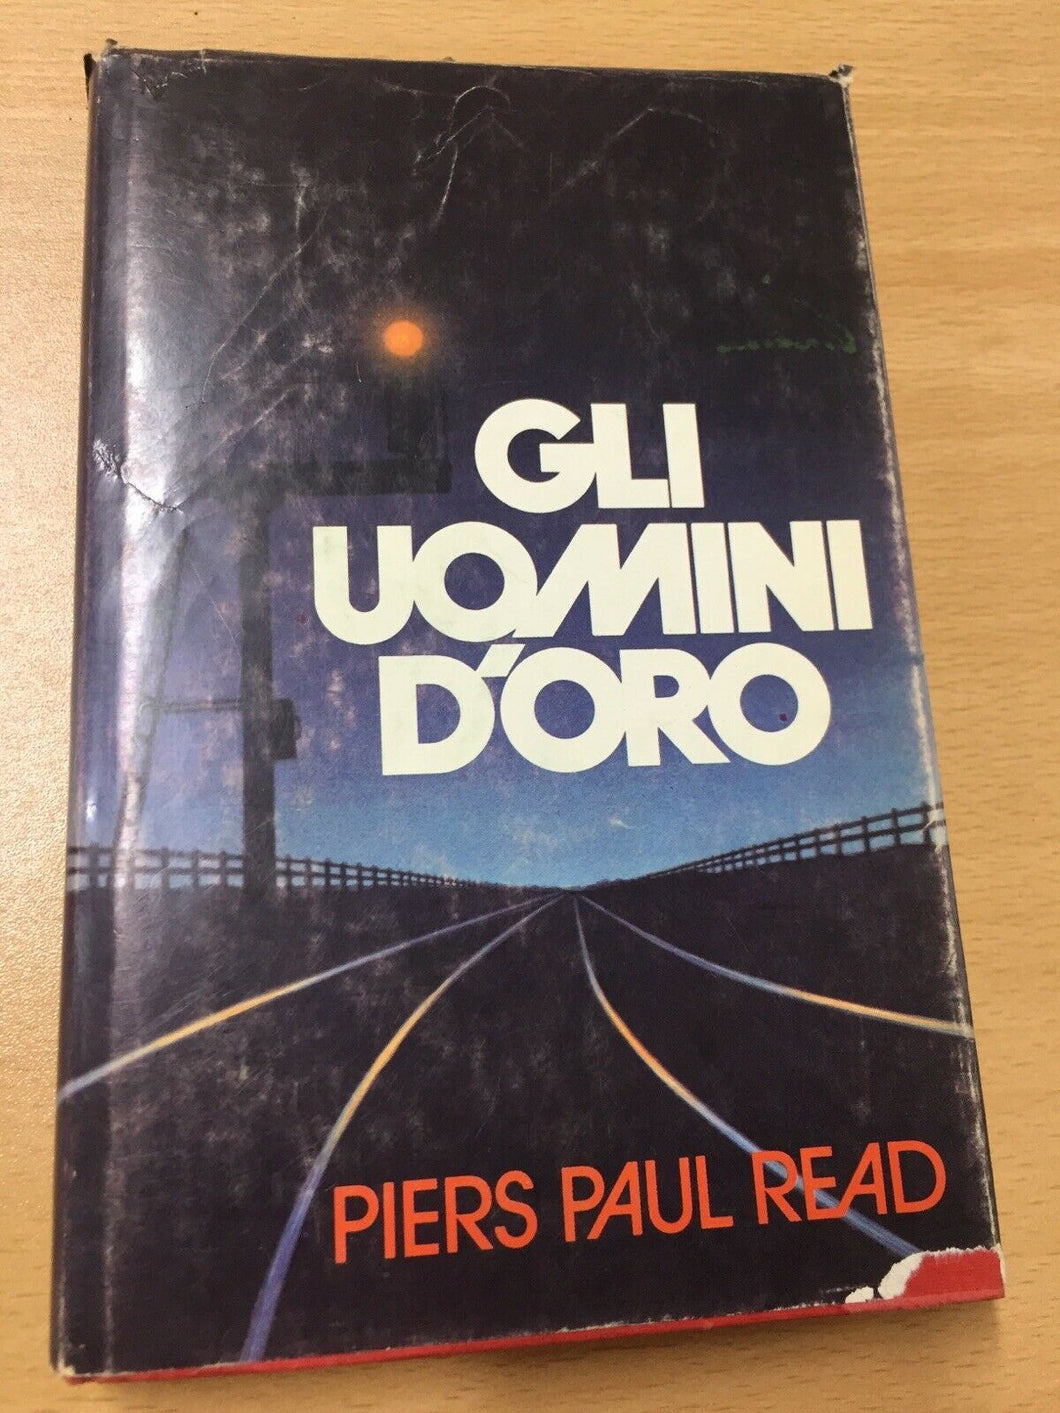 GLI
UOMINI
D'ORO
PIERS PAUL READ